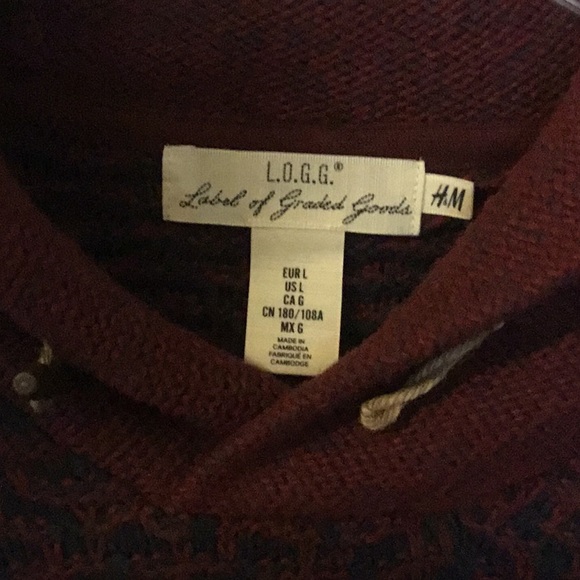 L.O.G.G.®
Label of Graded Goods
H&M
EUR L
US L
CA G
CN 180/108A
MX G
MADE IN
CAMBODIA
FABRIQUÉ EN
CAMBODGE